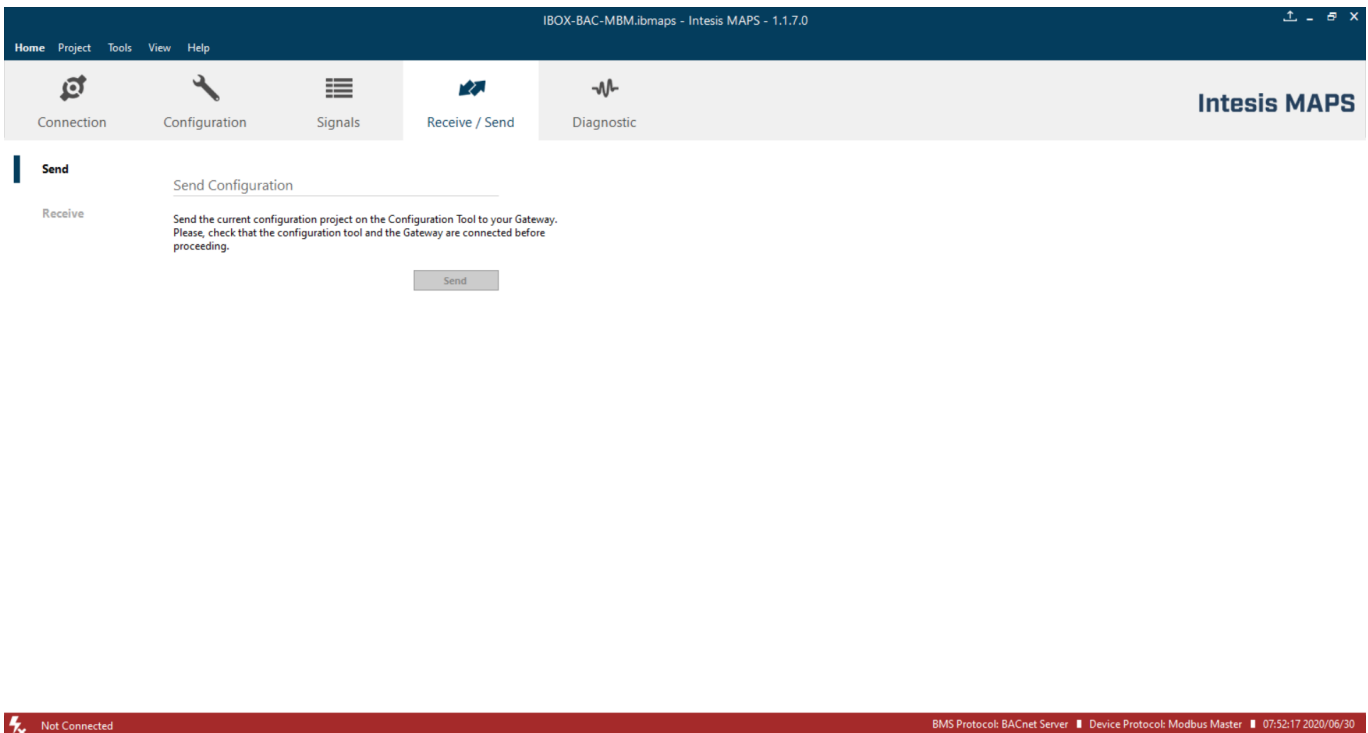 IBOX-BAC-MBM.ibmaps - Intesis MAPS - 1.1.7.0
Home Project Tools View Help
Connection Configuration Signals Receive / Send Diagnostic
Intesis MAPS
Send
Receive
Send Configuration
Send the current configuration project on the Configuration Tool to your Gateway.
Please, check that the configuration tool and the Gateway are connected before
proceeding.
Send
Not Connected
BMS Protocol: BACnet Server Device Protocol: Modbus Master 07:52:17 2020/06/30